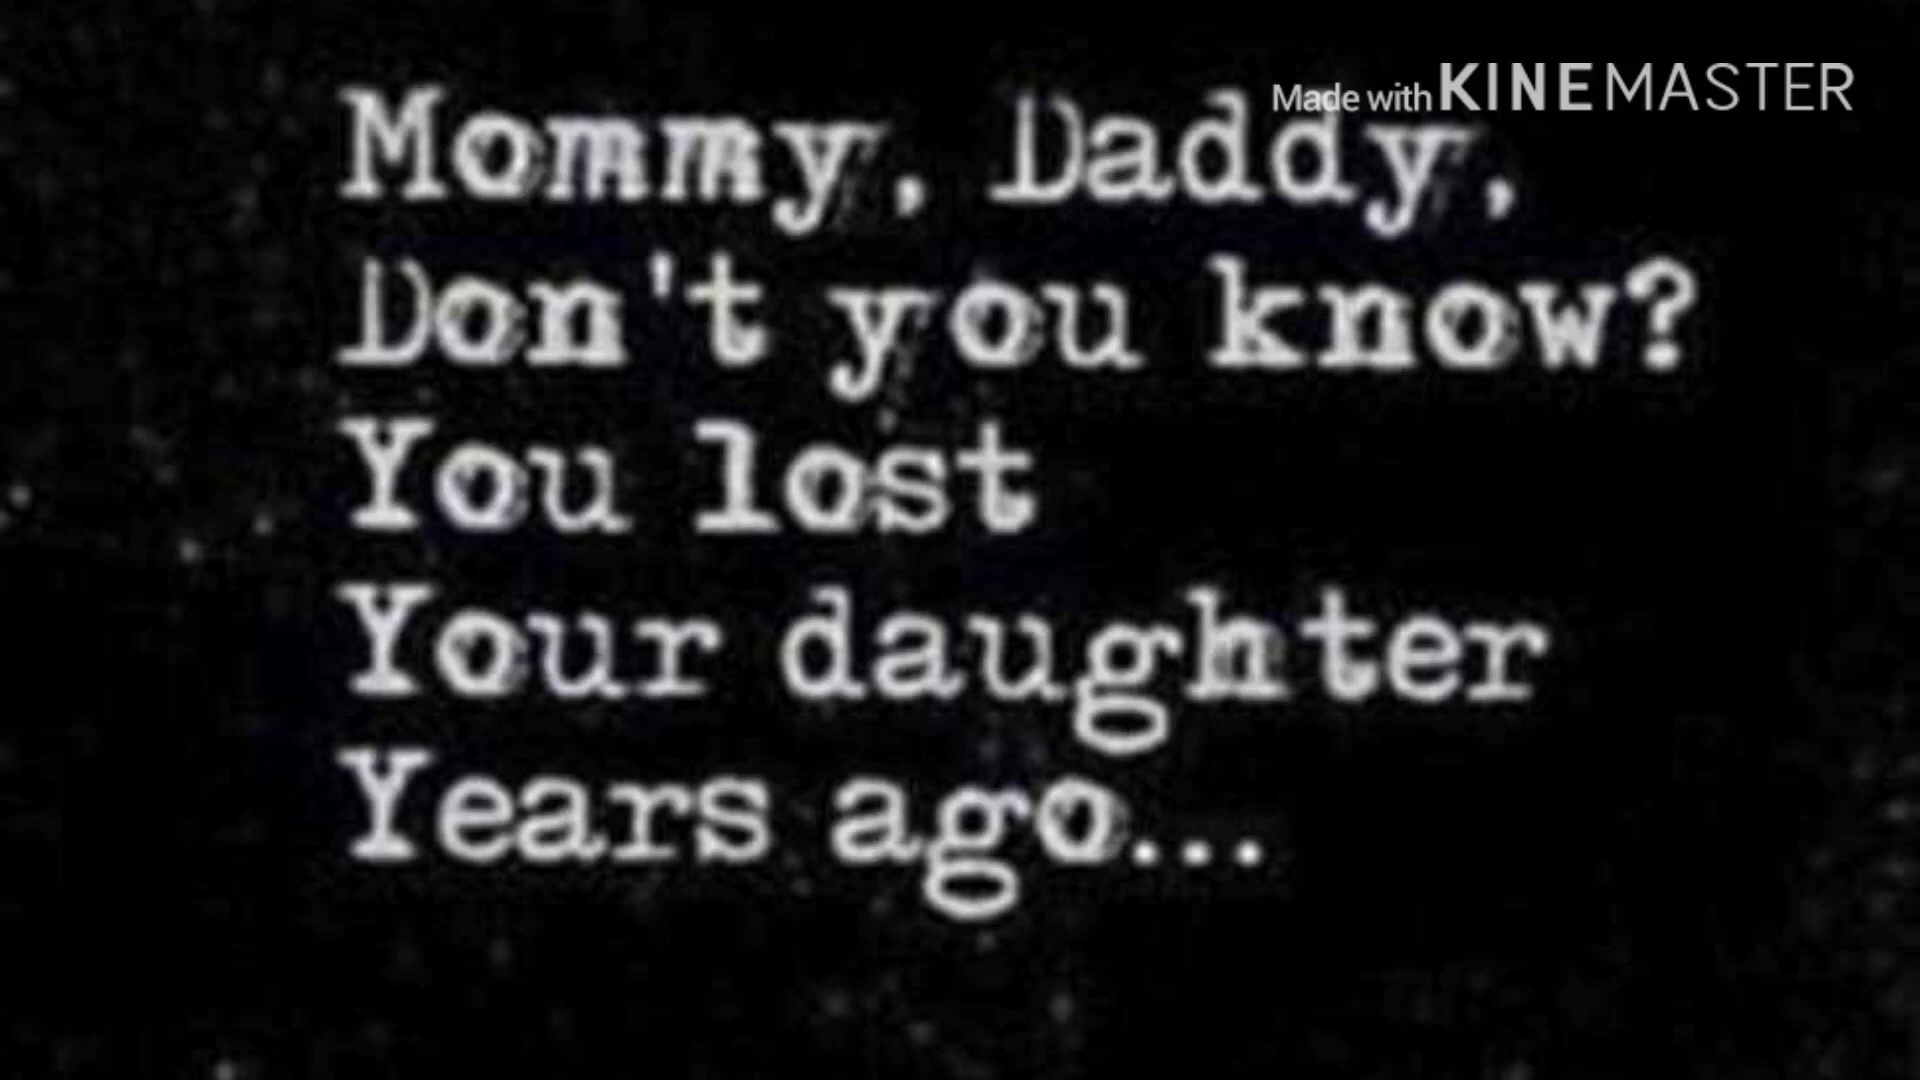 Made with KINEMASTER
Mommy, Daddy,
Don't you know?
You lost
Your daughter
Years ago...